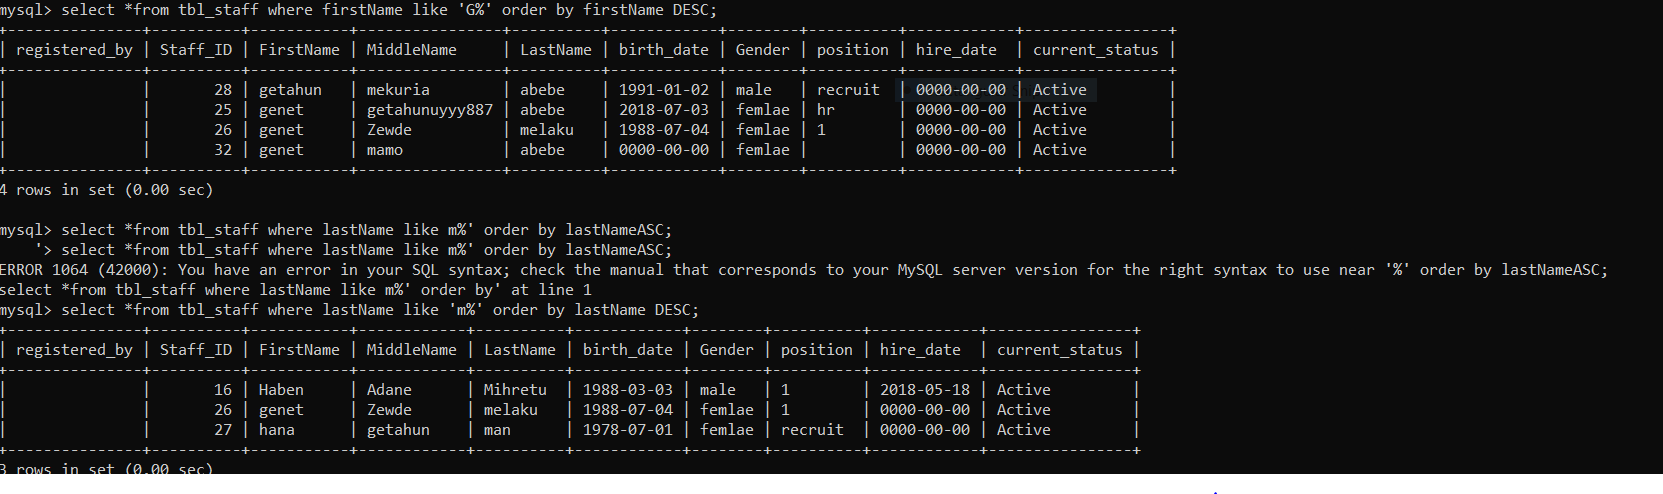 mysql> select *from tbl_staff where firstName like 'G%' order by firstName DESC;
+--------------+----------+-----------+---------------+----------+------------+--------+----------+------------+----------------+
| registered_by | Staff_ID | FirstName | MiddleName     | LastName | birth_date | Gender | position | hire_date  | current_status |
+--------------+----------+-----------+---------------+----------+------------+--------+----------+------------+----------------+
|               |       28 | getahun   | mekuria        | abebe    | 1991-01-02 | male   | recruit  | 0000-00-00 | Active         |
|               |       25 | genet     | getahunuyyy887 | abebe    | 2018-07-03 | femlae | hr       | 0000-00-00 | Active         |
|               |       26 | genet     | Zewde          | melaku   | 1988-07-04 | femlae | 1        | 0000-00-00 | Active         |
|               |       32 | genet     | mamo           | abebe    | 0000-00-00 | femlae |          | 0000-00-00 | Active         |
+--------------+----------+-----------+---------------+----------+------------+--------+----------+------------+----------------+
4 rows in set (0.00 sec)
mysql> select *from tbl_staff where lastName like m%' order by lastNameASC;
    '> select *from tbl_staff where lastName like m%' order by lastNameASC;
ERROR 1064 (42000): You have an error in your SQL syntax; check the manual that corresponds to your MySQL server version for the right syntax to use near '%' order by lastNameASC;
select *from tbl_staff where lastName like m%' order by' at line 1
mysql> select *from tbl_staff where lastName like 'm%' order by lastName DESC;
+--------------+----------+-----------+------------+----------+------------+--------+----------+------------+----------------+
| registered_by | Staff_ID | FirstName | MiddleName | LastName | birth_date | Gender | position | hire_date  | current_status |
+--------------+----------+-----------+------------+----------+------------+--------+----------+------------+----------------+
|               |       16 | Haben     | Adane      | Mihretu  | 1988-03-03 | male   | 1        | 2018-05-18 | Active         |
|               |       26 | genet     | Zewde      | melaku   | 1988-07-04 | femlae | 1        | 0000-00-00 | Active         |
|               |       27 | hana      | getahun    | man      | 1978-07-01 | femlae | recruit  | 0000-00-00 | Active         |
+--------------+----------+-----------+------------+----------+------------+--------+----------+------------+----------------+
3 rows in set (0.00 sec)